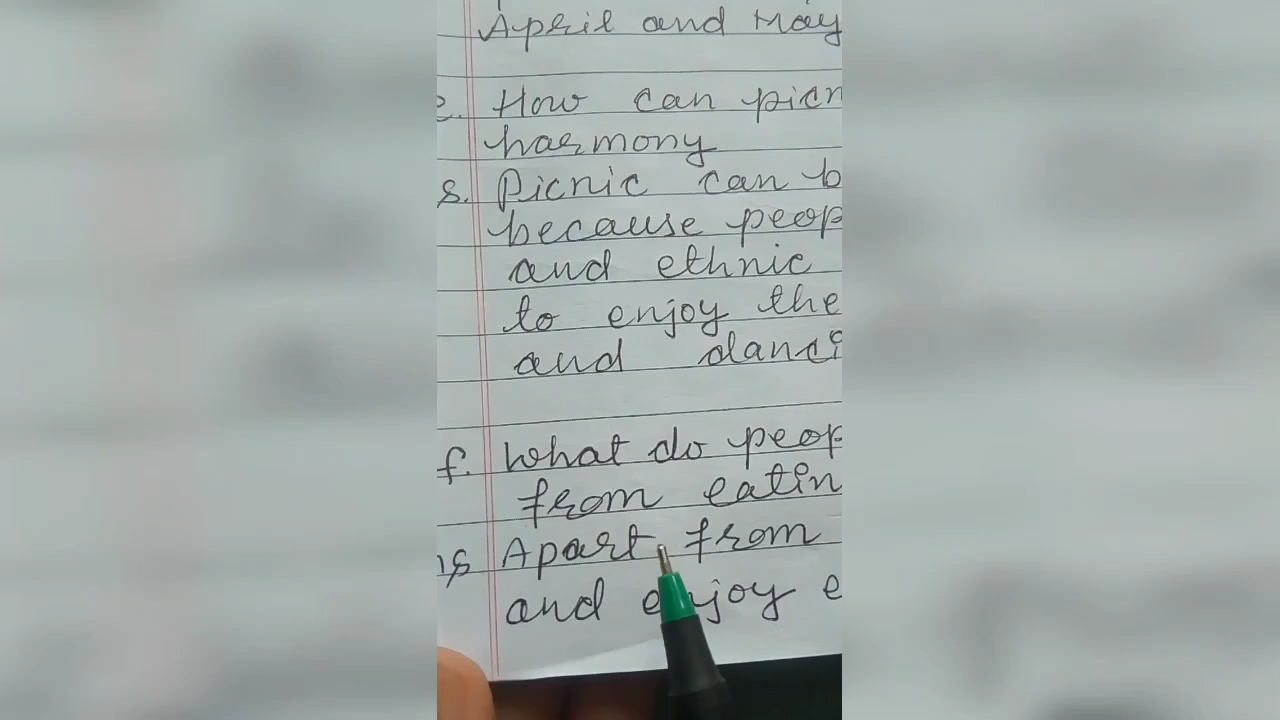 April and May
e. How can picn
harmony
s. Picnic can b
because peop
and ethnic
to enjoy the
and danci
f. What do peop
from eatin
Apart from
and enjoy e